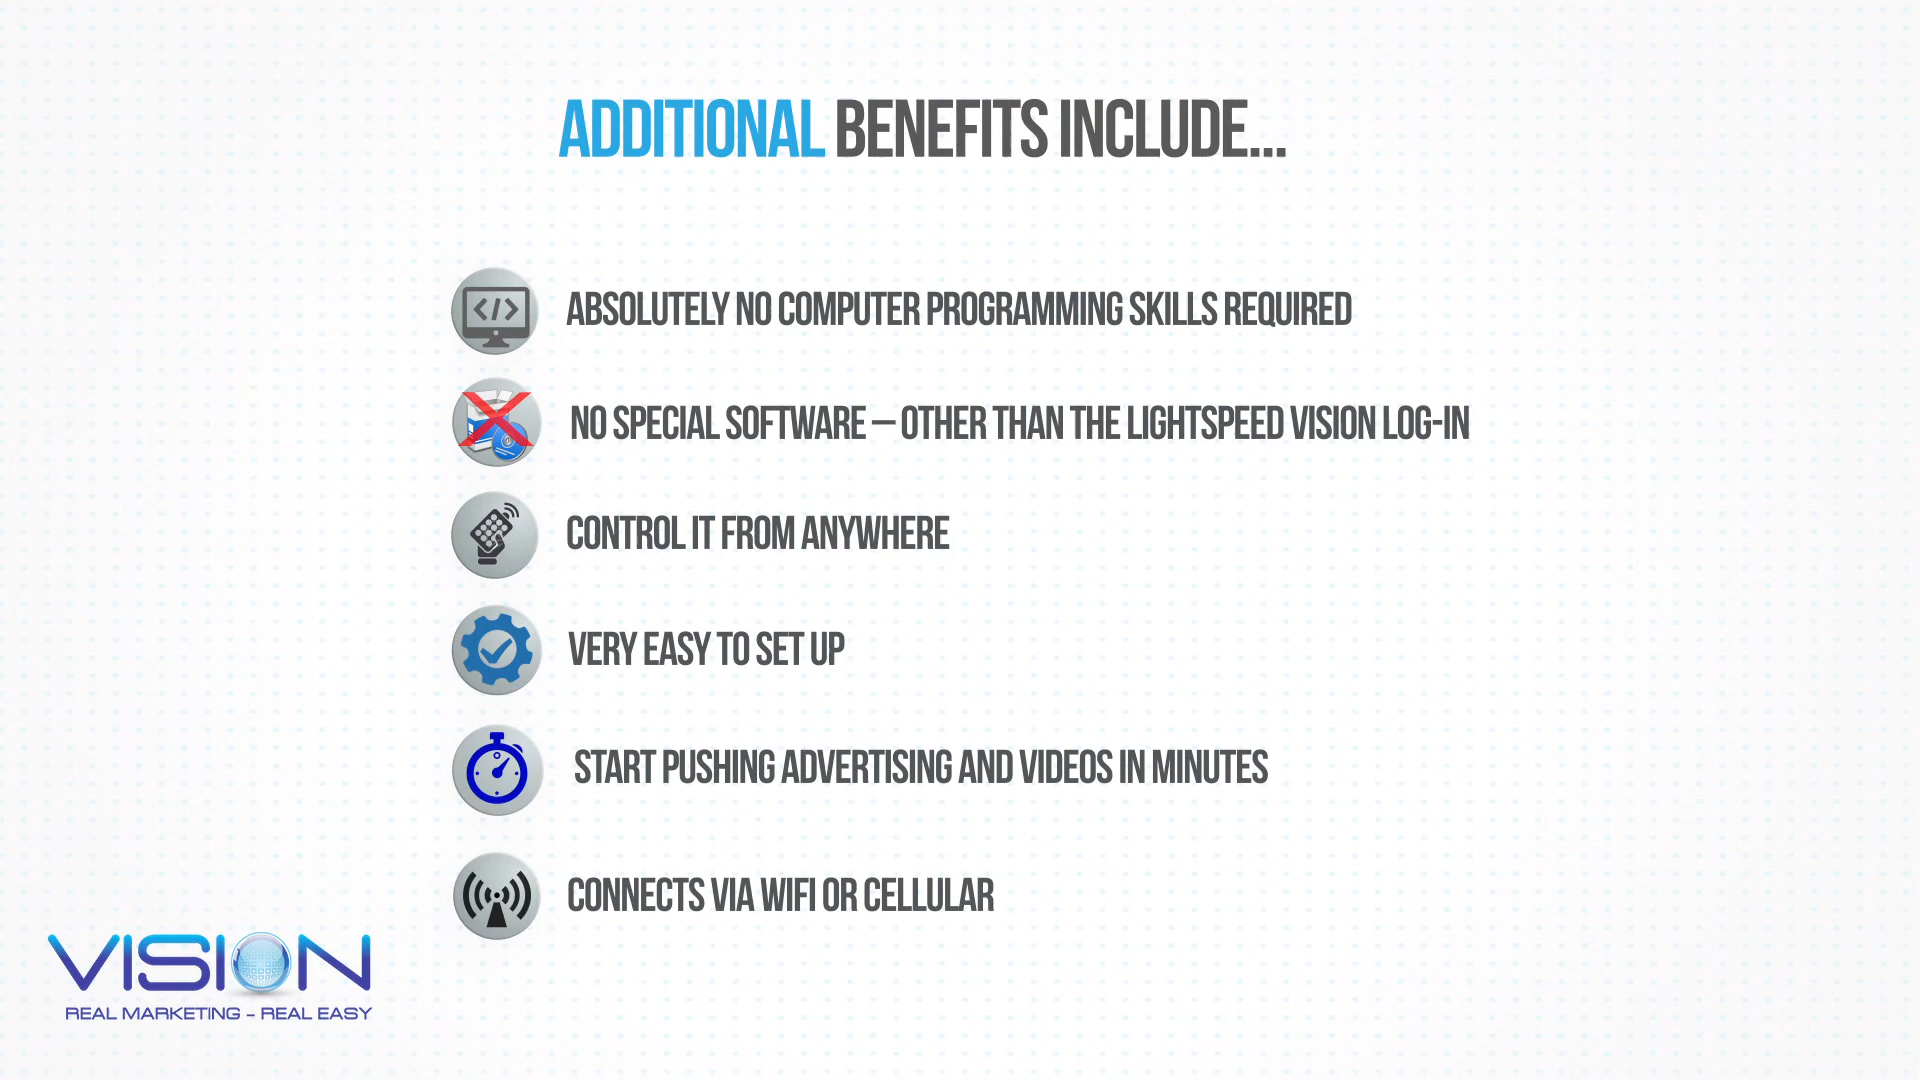 ADDITIONAL BENEFITS INCLUDE...
ABSOLUTELY NO COMPUTER PROGRAMMING SKILLS REQUIRED
NO SPECIAL SOFTWARE – OTHER THAN THE LIGHTSPEED VISION LOG-IN
CONTROL IT FROM ANYWHERE
VERY EASY TO SET UP
START PUSHING ADVERTISING AND VIDEOS IN MINUTES
CONNECTS VIA WIFI OR CELLULAR
VISION
REAL MARKETING - REAL EASY